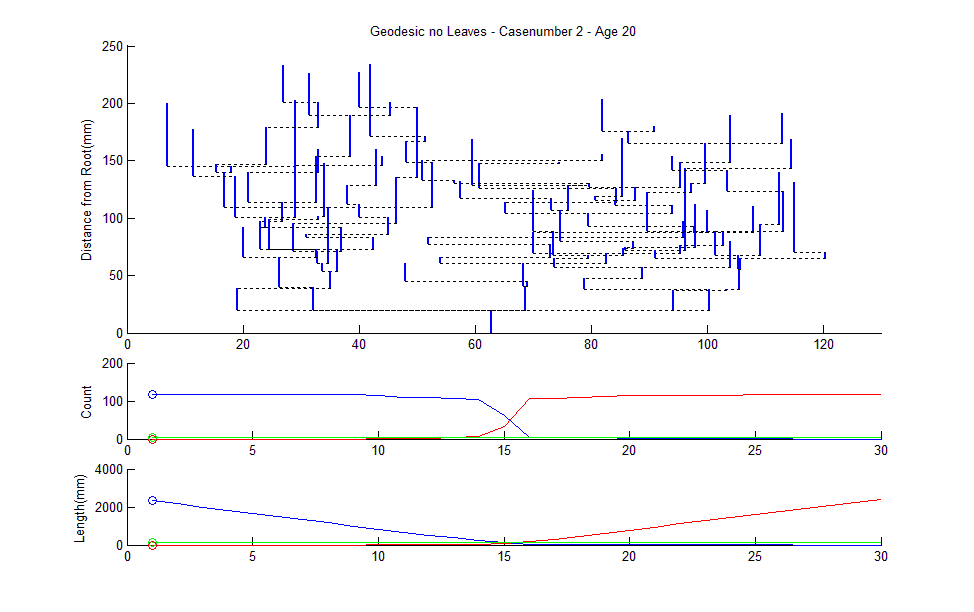 Geodesic no Leaves - Casenumber 2 - Age 20
Distance from Root(mm)
250
200
150
100
50
0
0 20 40 60 80 100 120
Count
200
100
0
0 5 10 15 20 25 30
Length(mm)
4000
2000
0
0 5 10 15 20 25 30